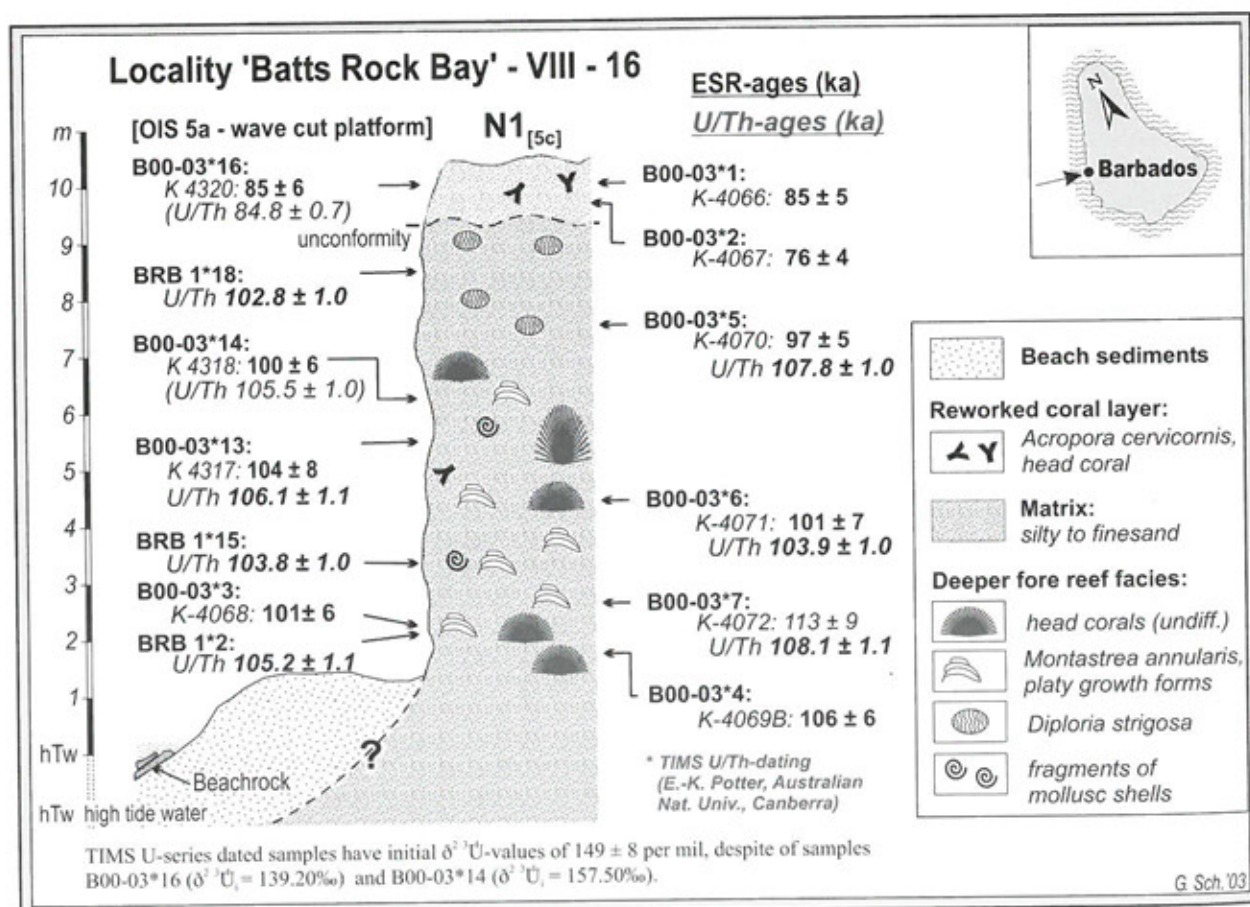 Locality 'Batts Rock Bay' - VIII - 16
ESR-ages (ka)
U/Th-ages (ka)
N
Barbados
[OIS 5a - wave cut platform]
N1[5c]
m
10
9
8
7
6
5
4
3
2
1
hTw
hTw high tide water
B00-03*16:
K 4320: 85 ± 6
(U/Th 84.8 ± 0.7)
unconformity
BRB 1*18:
U/Th 102.8 ± 1.0
B00-03*14:
K 4318: 100 ± 6
(U/Th 105.5 ± 1.0)
B00-03*13:
K 4317: 104 ± 8
U/Th 106.1 ± 1.1
BRB 1*15:
U/Th 103.8 ± 1.0
B00-03*3:
K-4068: 101± 6
BRB 1*2:
U/Th 105.2 ± 1.1
?
Beachrock
B00-03*1:
K-4066: 85 ± 5
B00-03*2:
K-4067: 76 ± 4
B00-03*5:
K-4070: 97 ± 5
U/Th 107.8 ± 1.0
B00-03*6:
K-4071: 101 ± 7
U/Th 103.9 ± 1.0
B00-03*7:
K-4072: 113 ± 9
U/Th 108.1 ± 1.1
B00-03*4:
K-4069B: 106 ± 6
* TIMS U/Th-dating
(E.-K. Potter, Australian
Nat. Univ., Canberra)
Beach sediments
Reworked coral layer:
Acropora cervicornis,
head coral
Matrix:
silty to finesand
Deeper fore reef facies:
head corals (undiff.)
Montastrea annularis,
platy growth forms
Diploria strigosa
fragments of
mollusc shells
TIMS U-series dated samples have initial δ²³⁴U-values of 149 ± 8 per mil, despite of samples
B00-03*16 (δ²³⁴Uᵢ = 139.20‰) and B00-03*14 (δ²³⁴Uᵢ = 157.50‰).
G. Sch.'03